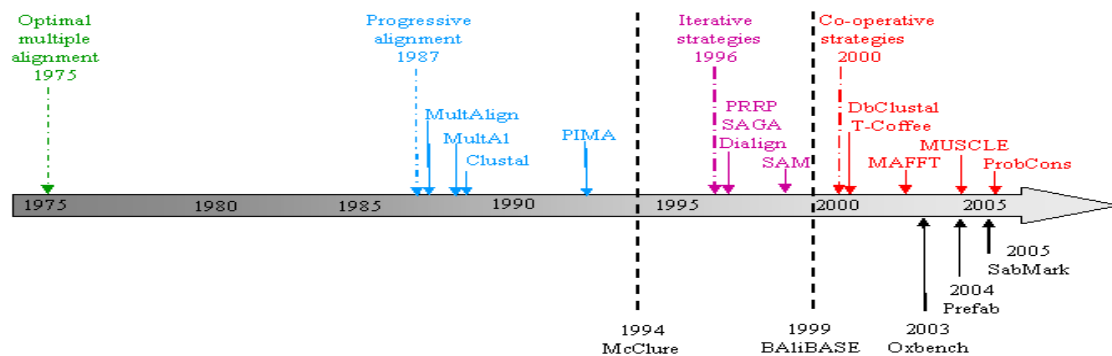 Optimal
multiple
alignment
1975
Progressive
alignment
1987
Iterative
strategies
1996
Co-operative
strategies
2000
MultAlign
MultAl
Clustal
PIMA
PRRP
SAGA
Dialign
SAM
DbClustal
T-Coffee
MAFFT
MUSCLE
ProbCons
1975 1980 1985 1990 1995 2000 2005
1994
McClure
1999
BAliBASE
2003
Oxbench
2004
Prefab
2005
SabMark